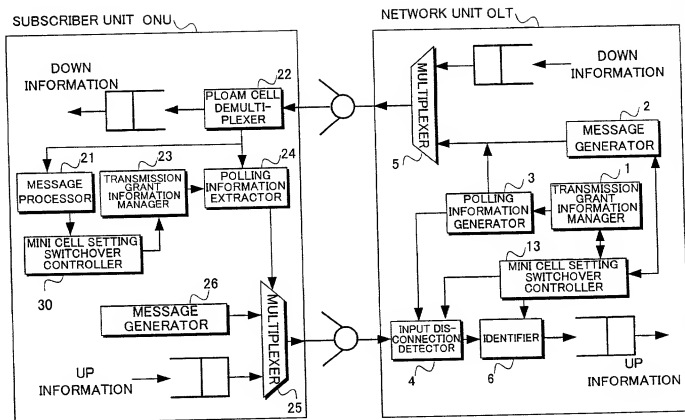 SUBSCRIBER UNIT ONU
NETWORK UNIT OLT
DOWN
INFORMATION
22
PLOAM CELL
DEMULTI-
PLEXER
21
MESSAGE
PROCESSOR
23
TRANSMISSION
GRANT
INFORMATION
MANAGER
24
POLLING
INFORMATION
EXTRACTOR
MINI CELL SETTING
SWITCHOVER
CONTROLLER
30
26
MESSAGE
GENERATOR
UP
INFORMATION
MULTIPLEXER
25
MULTIPLEXER
5
DOWN
INFORMATION
2
MESSAGE
GENERATOR
3
POLLING
INFORMATION
GENERATOR
1
TRANSMISSION
GRANT
INFORMATION
MANAGER
13
MINI CELL SETTING
SWITCHOVER
CONTROLLER
INPUT DIS-
CONNECTION
DETECTOR
4
IDENTIFIER
6
UP
INFORMATION